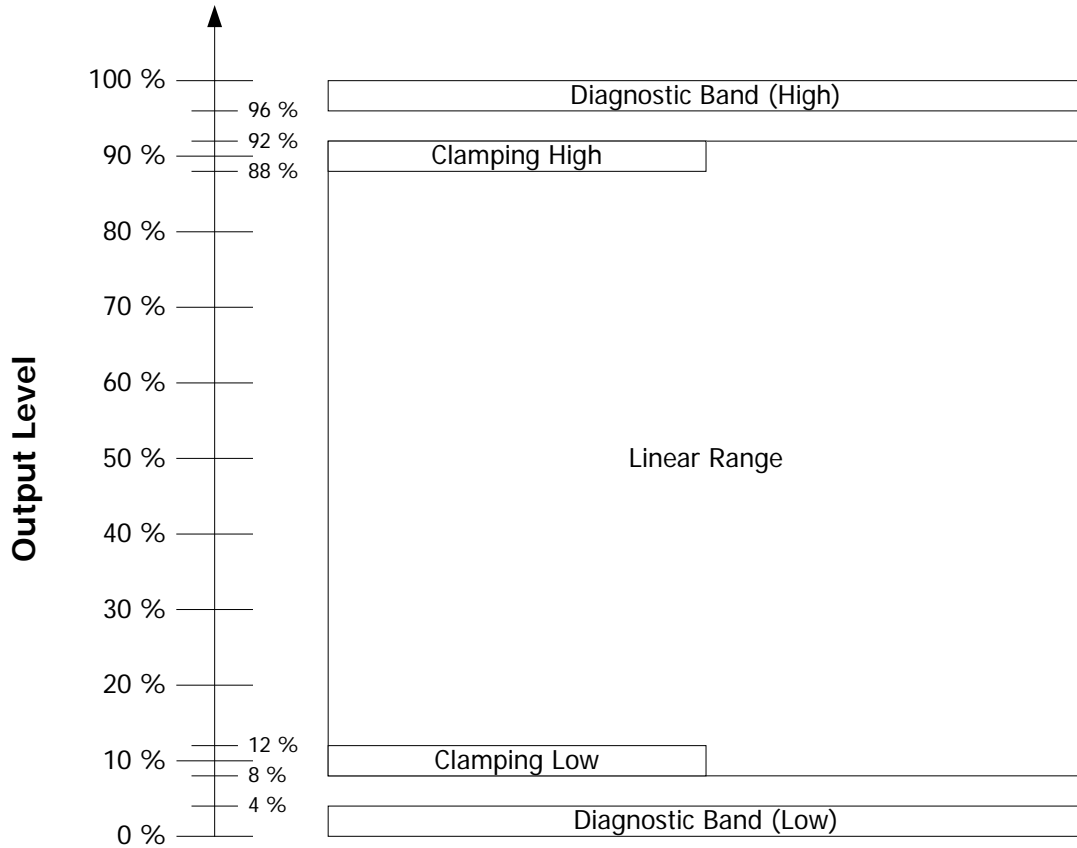 100 %
Diagnostic Band (High)
96 %
92 %
90 %
Clamping High
88 %
80 %
70 %
60 %
Output Level
50 %
Linear Range
40 %
30 %
20 %
12 %
10 %
Clamping Low
8 %
4 %
Diagnostic Band (Low)
0 %